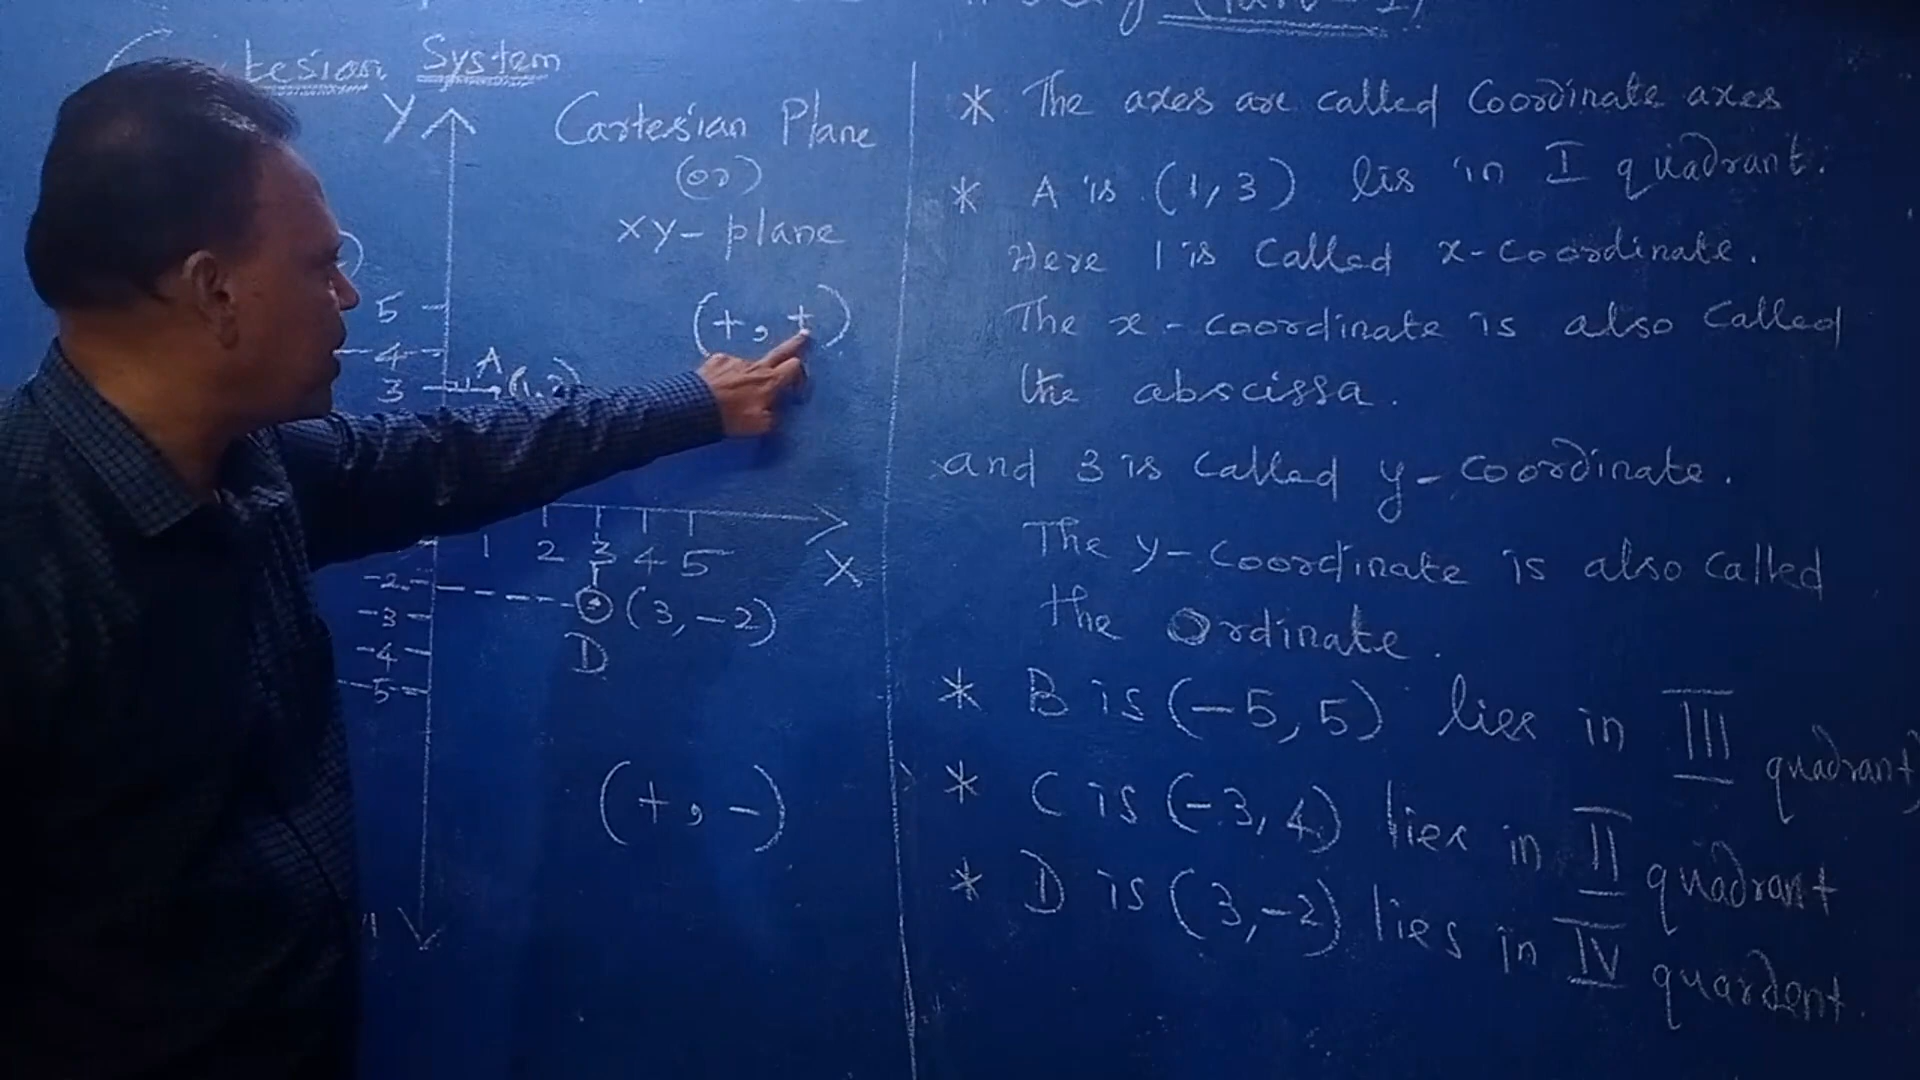 (Part-I)
Cartesian System
Y
Cartesian Plane
(or)
xy-plane
(+, +)
5
4
3
A
1 2 3 4 5
X
-2
-3
-4
-5
(3, -2)
D
(+, -)
* The axes are called Coordinate axes
* A is (1, 3) lis in I quadrant.
Here 1 is called x-coordinate.
The x-coordinate is also called
the abscissa.
and 3 is called y-coordinate.
The y-coordinate is also called
the Ordinate.
* B is (-5, 5) lies in III quadrant
* C is (-3, 4) lies in II quadrant
* D is (3, -2) lies in IV quardent.